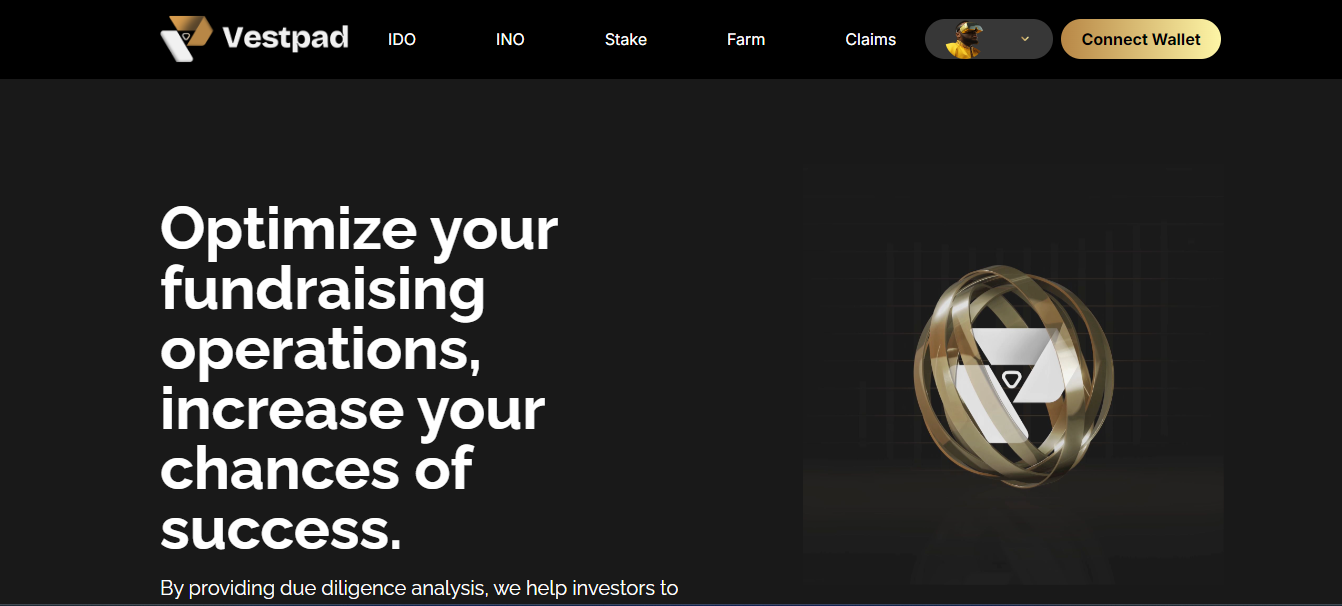 Vestpad IDO INO Stake Farm Claims Connect Wallet
Optimize your
fundraising
operations,
increase your
chances of
success.
By providing due diligence analysis, we help investors to